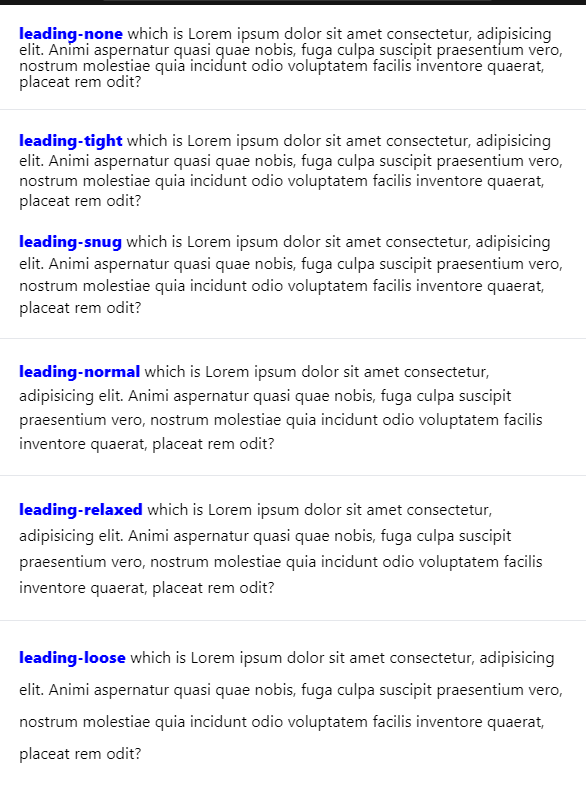 leading-none which is Lorem ipsum dolor sit amet consectetur, adipisicing
elit. Animi aspernatur quasi quae nobis, fuga culpa suscipit praesentium vero,
nostrum molestiae quia incidunt odio voluptatem facilis inventore quaerat,
placeat rem odit?
leading-tight which is Lorem ipsum dolor sit amet consectetur, adipisicing
elit. Animi aspernatur quasi quae nobis, fuga culpa suscipit praesentium vero,
nostrum molestiae quia incidunt odio voluptatem facilis inventore quaerat,
placeat rem odit?
leading-snug which is Lorem ipsum dolor sit amet consectetur, adipisicing
elit. Animi aspernatur quasi quae nobis, fuga culpa suscipit praesentium vero,
nostrum molestiae quia incidunt odio voluptatem facilis inventore quaerat,
placeat rem odit?
leading-normal which is Lorem ipsum dolor sit amet consectetur,
adipisicing elit. Animi aspernatur quasi quae nobis, fuga culpa suscipit
praesentium vero, nostrum molestiae quia incidunt odio voluptatem facilis
inventore quaerat, placeat rem odit?
leading-relaxed which is Lorem ipsum dolor sit amet consectetur,
adipisicing elit. Animi aspernatur quasi quae nobis, fuga culpa suscipit
praesentium vero, nostrum molestiae quia incidunt odio voluptatem facilis
inventore quaerat, placeat rem odit?
leading-loose which is Lorem ipsum dolor sit amet consectetur, adipisicing
elit. Animi aspernatur quasi quae nobis, fuga culpa suscipit praesentium vero,
nostrum molestiae quia incidunt odio voluptatem facilis inventore quaerat,
placeat rem odit?